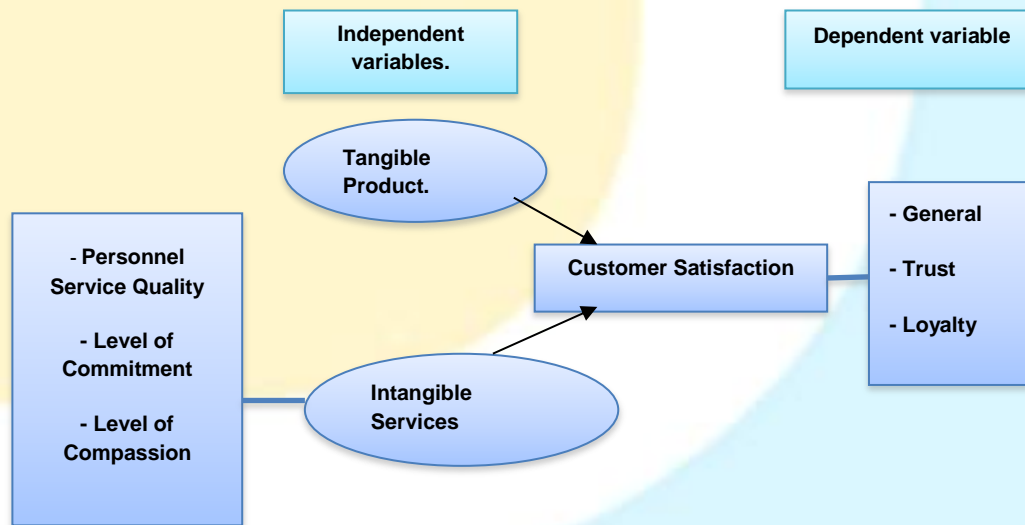 Independent
variables.
Dependent variable
Tangible
Product.
- Personnel
Service Quality
- Level of
Commitment
- Level of
Compassion
Customer Satisfaction
- General
- Trust
- Loyalty
Intangible
Services